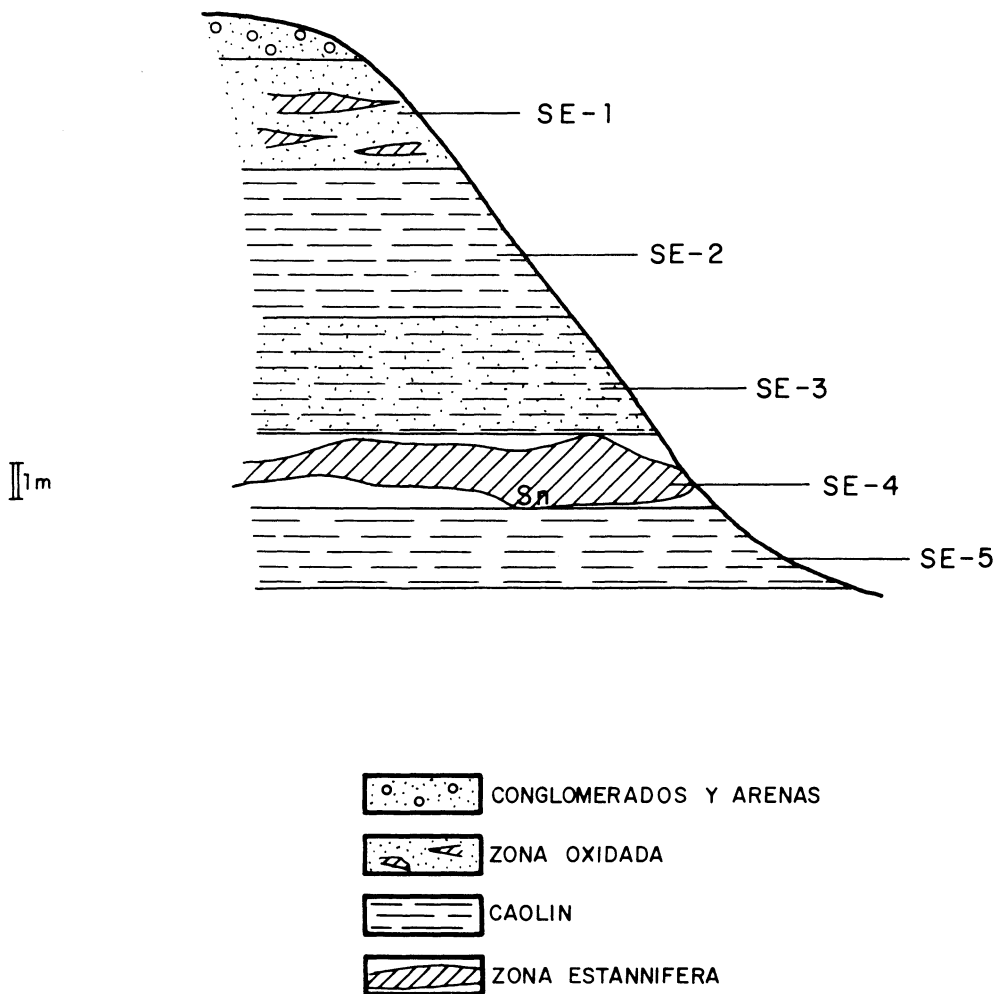 SE-1
SE-2
SE-3
1m
SE-4
Sn
SE-5
CONGLOMERADOS Y ARENAS
ZONA OXIDADA
CAOLIN
ZONA ESTANNIFERA